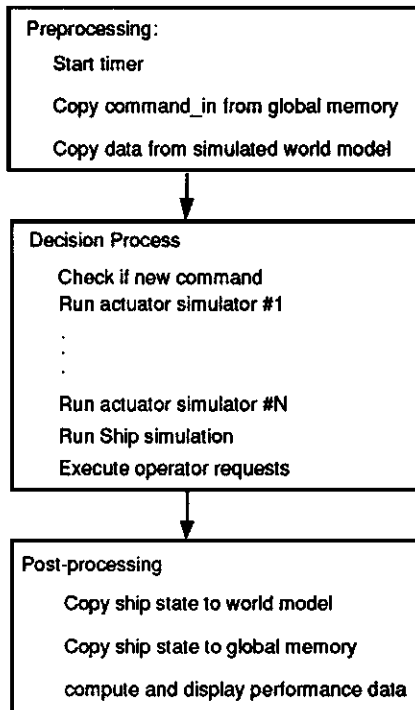 Preprocessing:
Start timer
Copy command_in from global memory
Copy data from simulated world model
Decision Process
Check if new command
Run actuator simulator #1
.
.
.
Run actuator simulator #N
Run Ship simulation
Execute operator requests
Post-processing
Copy ship state to world model
Copy ship state to global memory
compute and display performance data